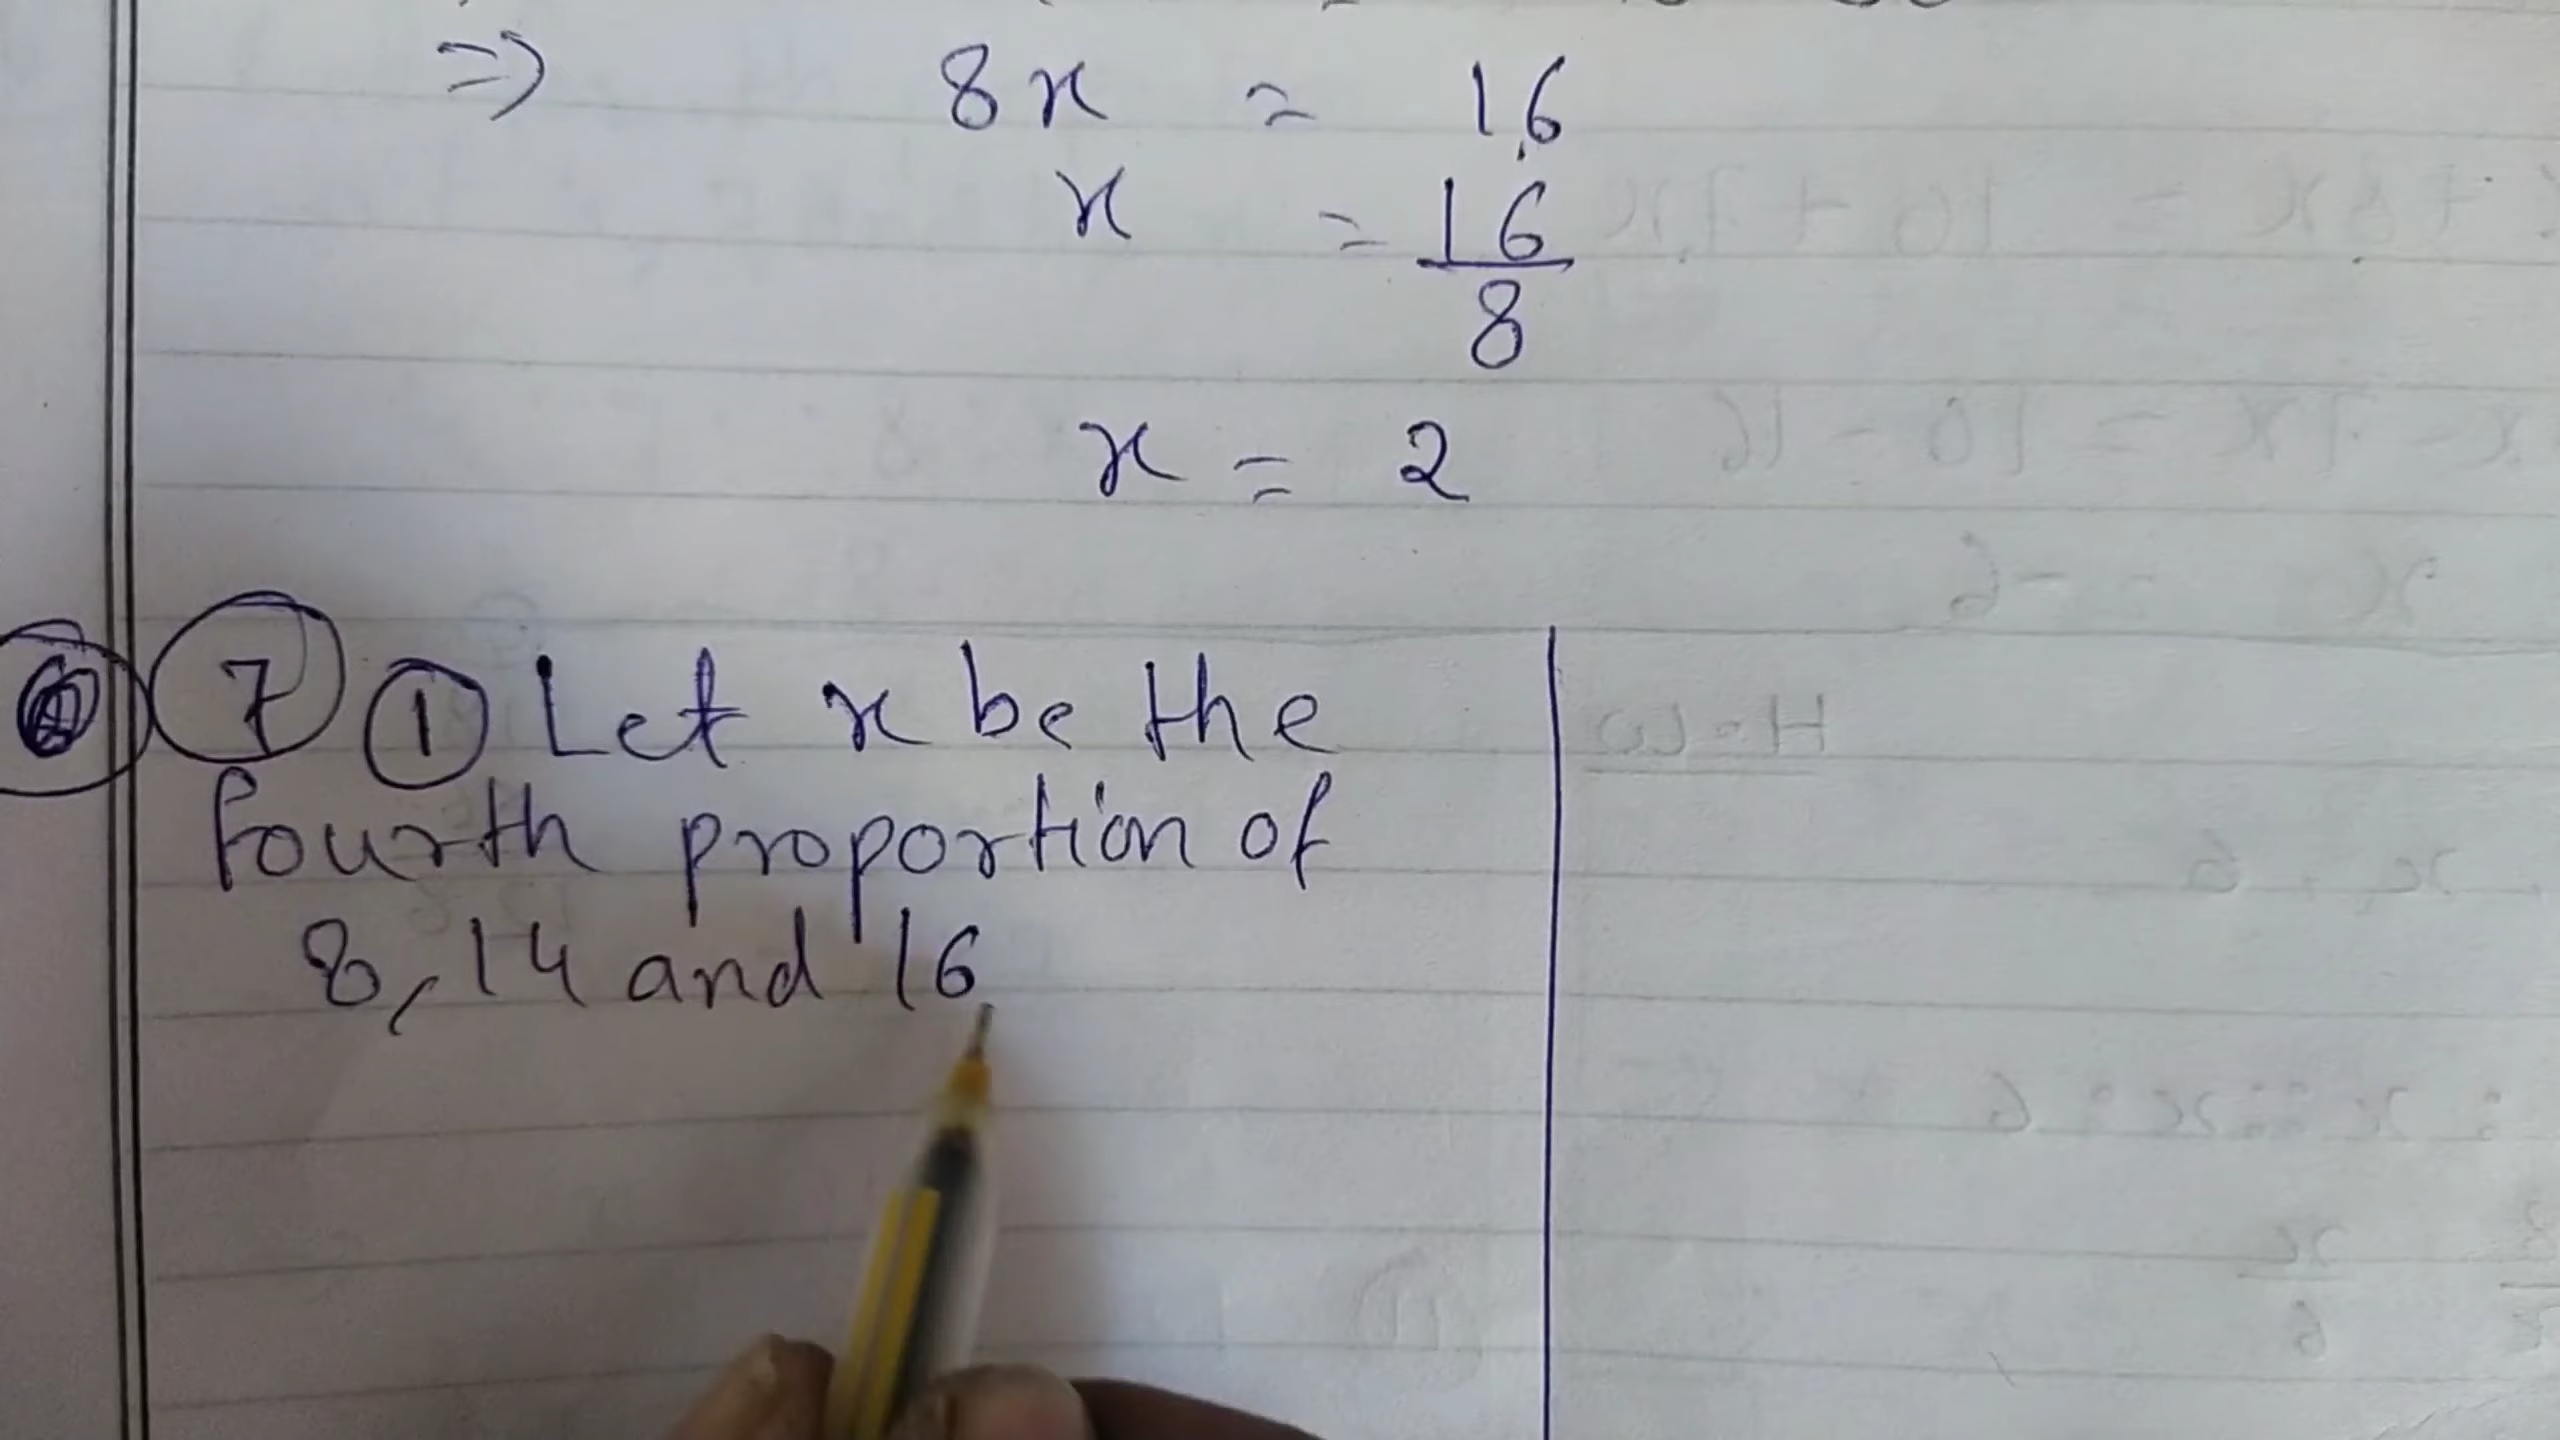 ⇒ 8x = 16
x = 16/8
x = 2
7 1 Let x be the
fourth proportion of
8, 14 and 16